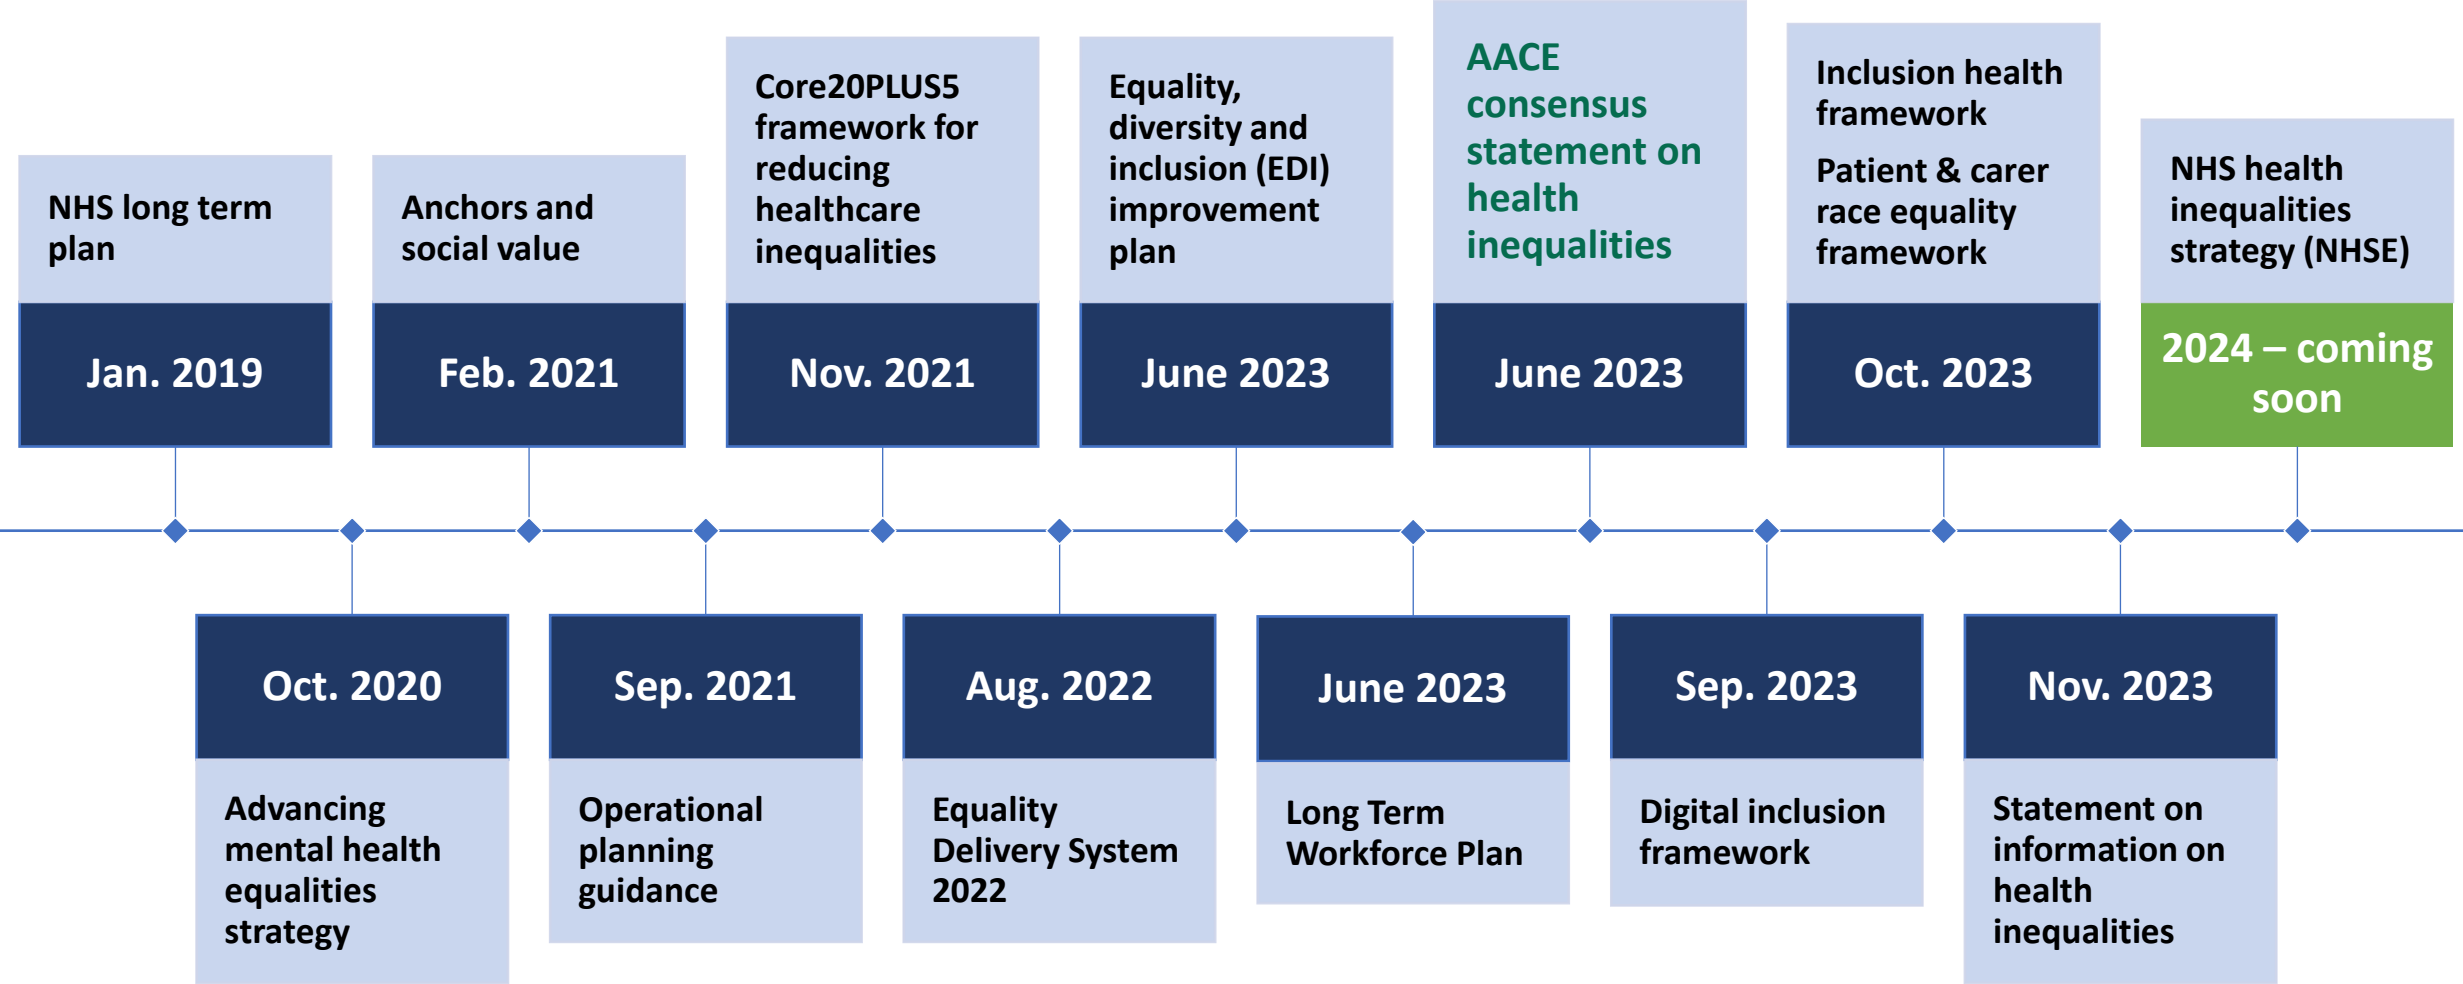 NHS long term
plan
Jan. 2019
Oct. 2020
Advancing
mental health
equalities
strategy
Anchors and
social value
Feb. 2021
Sep. 2021
Operational
planning
guidance
Core20PLUS5
framework for
reducing
healthcare
inequalities
Nov. 2021
Aug. 2022
Equality
Delivery System
2022
Equality,
diversity and
inclusion (EDI)
improvement
plan
June 2023
June 2023
Long Term
Workforce Plan
AACE
consensus
statement on
health
inequalities
June 2023
Sep. 2023
Digital inclusion
framework
Inclusion health
framework
Patient & carer
race equality
framework
Oct. 2023
Nov. 2023
Statement on
information on
health
inequalities
NHS health
inequalities
strategy (NHSE)
2024 – coming
soon